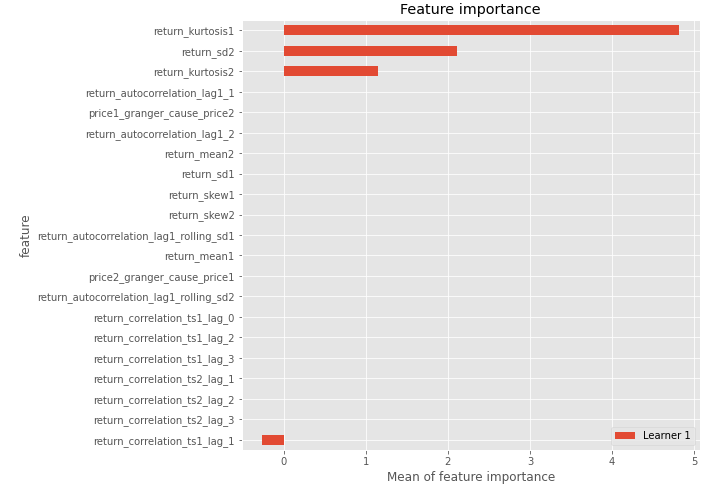 Feature importance
return_kurtosis1
return_sd2
return_kurtosis2
return_autocorrelation_lag1_1
price1_granger_cause_price2
return_autocorrelation_lag1_2
return_mean2
return_sd1
return_skew1
return_skew2
return_autocorrelation_lag1_rolling_sd1
return_mean1
price2_granger_cause_price1
return_autocorrelation_lag1_rolling_sd2
return_correlation_ts1_lag_0
return_correlation_ts1_lag_2
return_correlation_ts1_lag_3
return_correlation_ts2_lag_1
return_correlation_ts2_lag_2
return_correlation_ts2_lag_3
return_correlation_ts1_lag_1
feature
Learner 1
0 1 2 3 4 5
Mean of feature importance